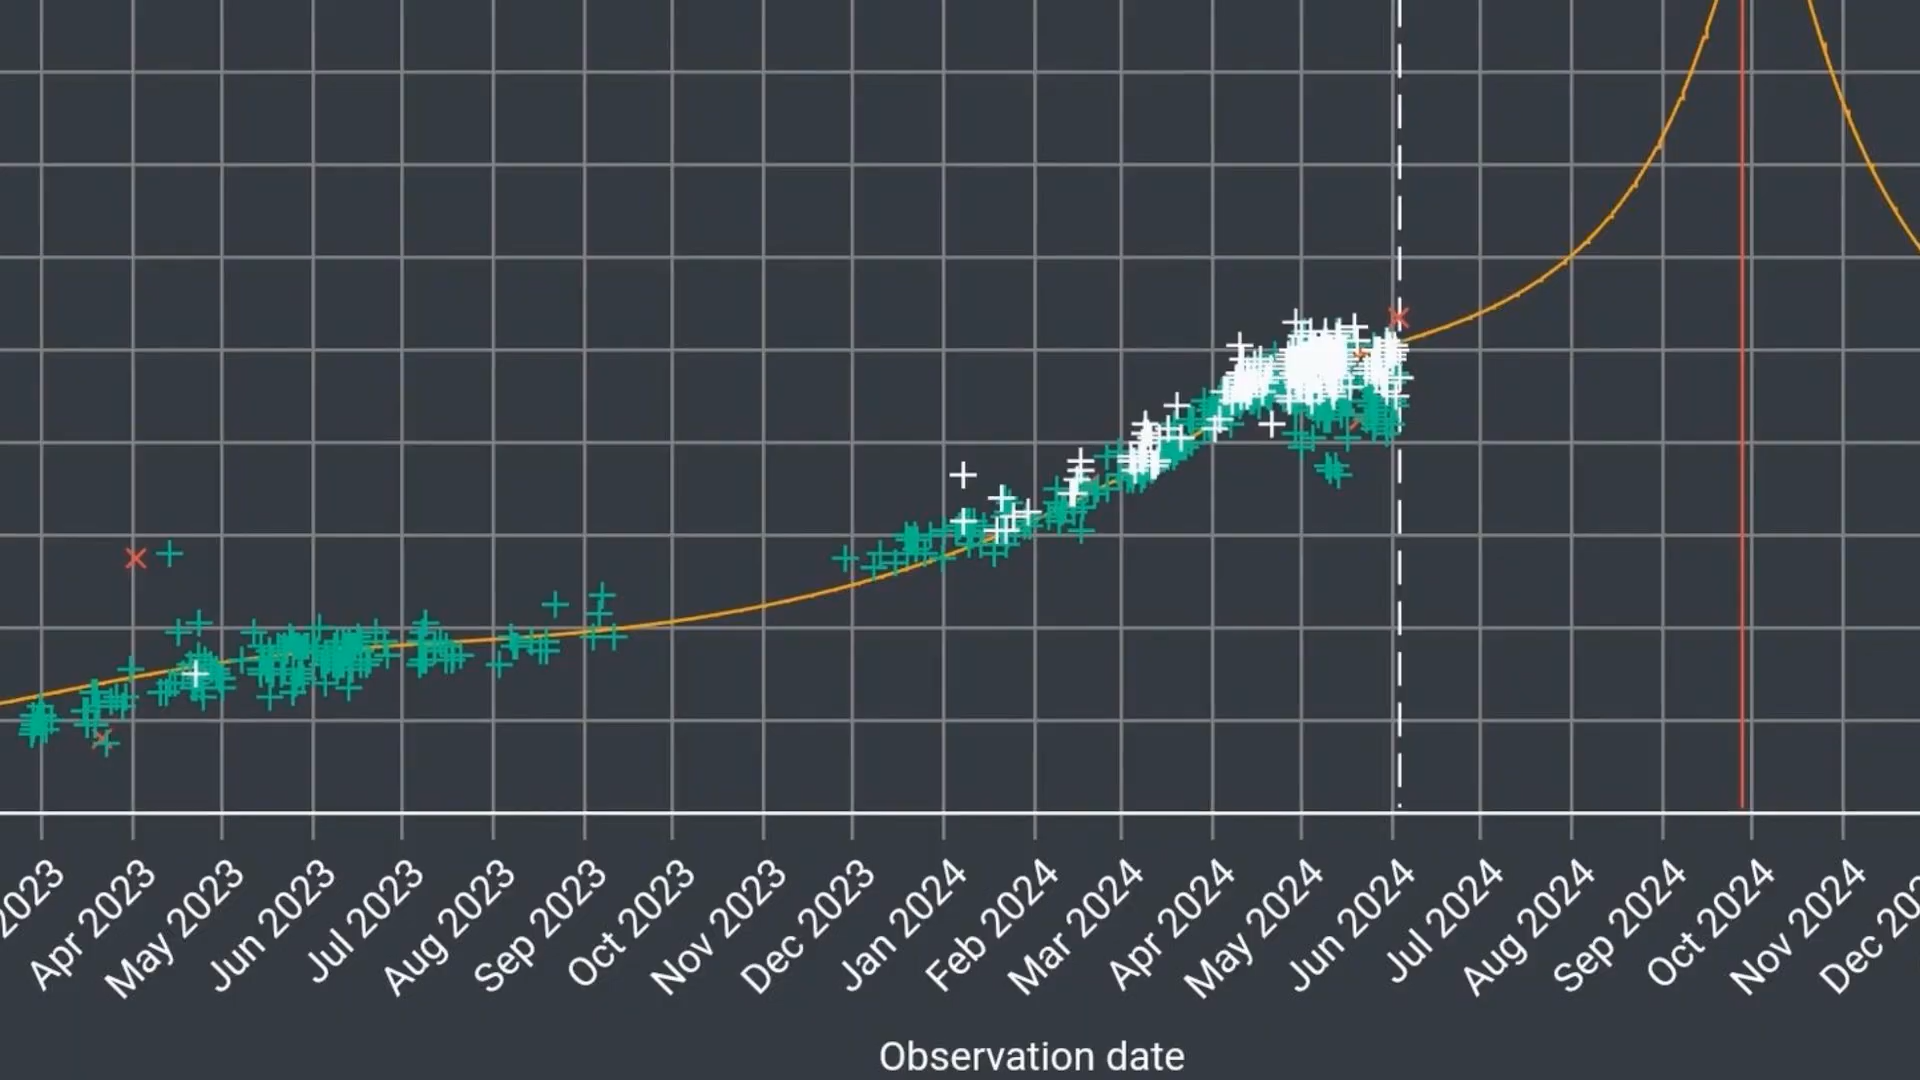 2023
Apr 2023
May 2023
Jun 2023
Jul 2023
Aug 2023
Sep 2023
Oct 2023
Nov 2023
Dec 2023
Jan 2024
Feb 2024
Mar 2024
Apr 2024
May 2024
Jun 2024
Jul 2024
Aug 2024
Sep 2024
Oct 2024
Nov 2024
Dec 202
Observation date